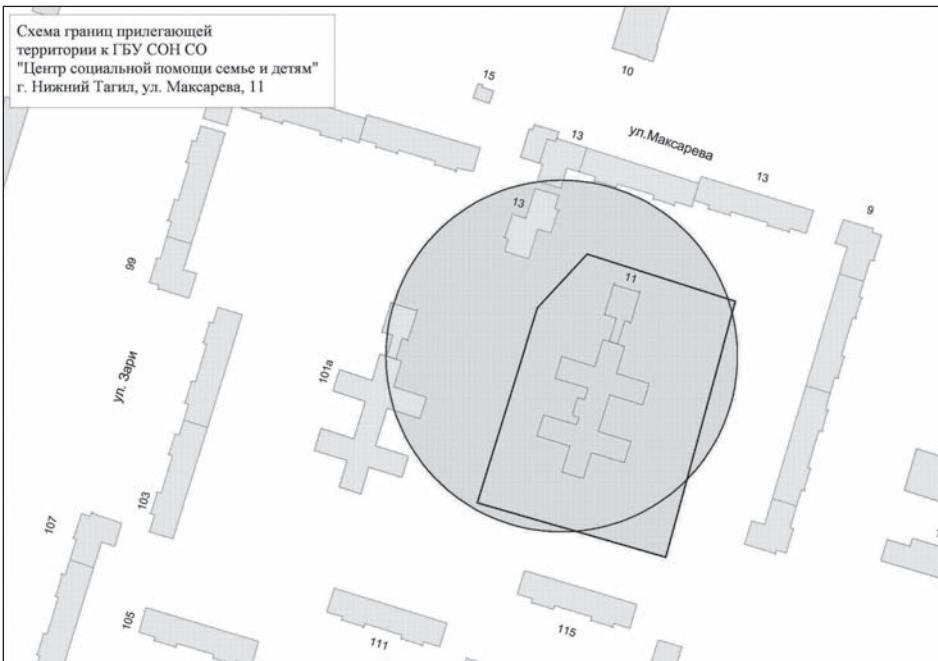 Схема границ прилегающей
территории к ГБУ СОН СО
"Центр социальной помощи семье и детям"
г. Нижний Тагил, ул. Максарева, 11
10
15
13
ул.Максарева
13
9
13
99
11
ул. Зари
101а
103
107
105
111
115